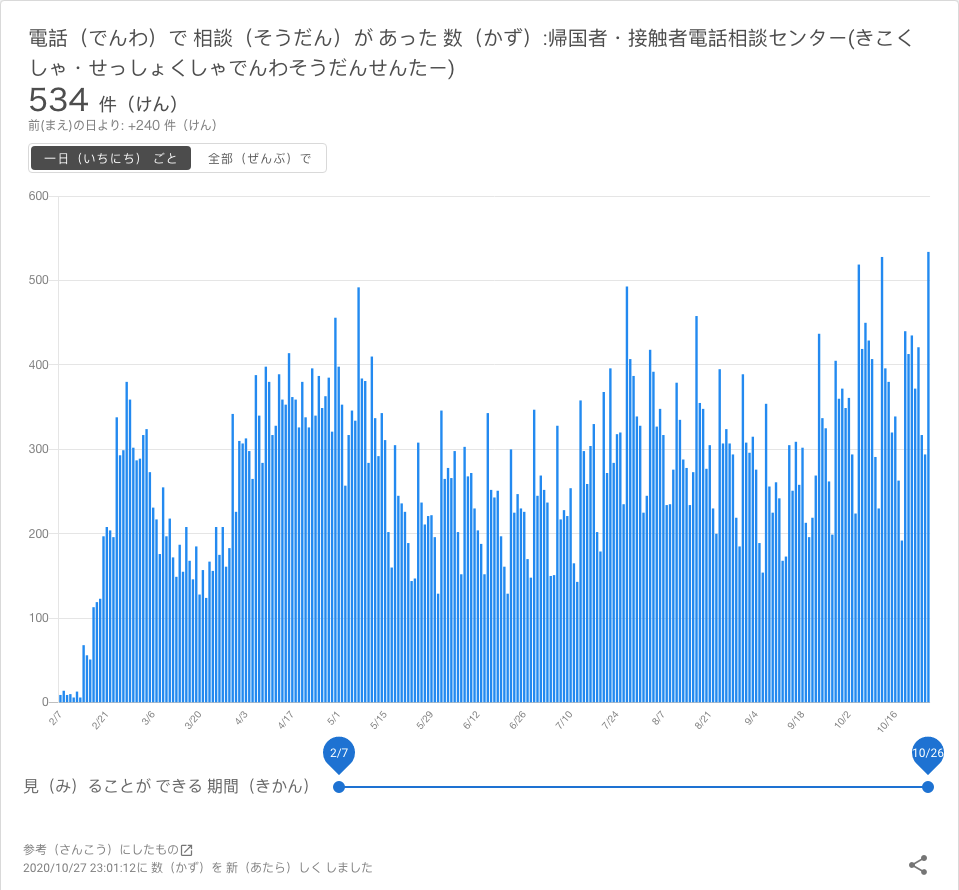 電話（でんわ）で 相談（そうだん）が あった 数（かず）:帰国者・接触者電話相談センター(きこく
しゃ・せっしょくしゃでんわそうだんせんたー)
534 件（けん）
前(まえ)の日より: +240 件（けん）
一日（いちにち） ごと 全部（ぜんぶ）で
600
500
400
300
200
100
0
2/7 2/21 3/6 3/20 4/3 4/17 5/1 5/15 5/29 6/12 6/26 7/10 7/24 8/7 8/21 9/4 9/18 10/2 10/16
2/7 10/26
見（み）ることが できる 期間（きかん）
参考（さんこう）にしたもの
2020/10/27 23:01:12に 数（かず）を 新（あたら）しく しました